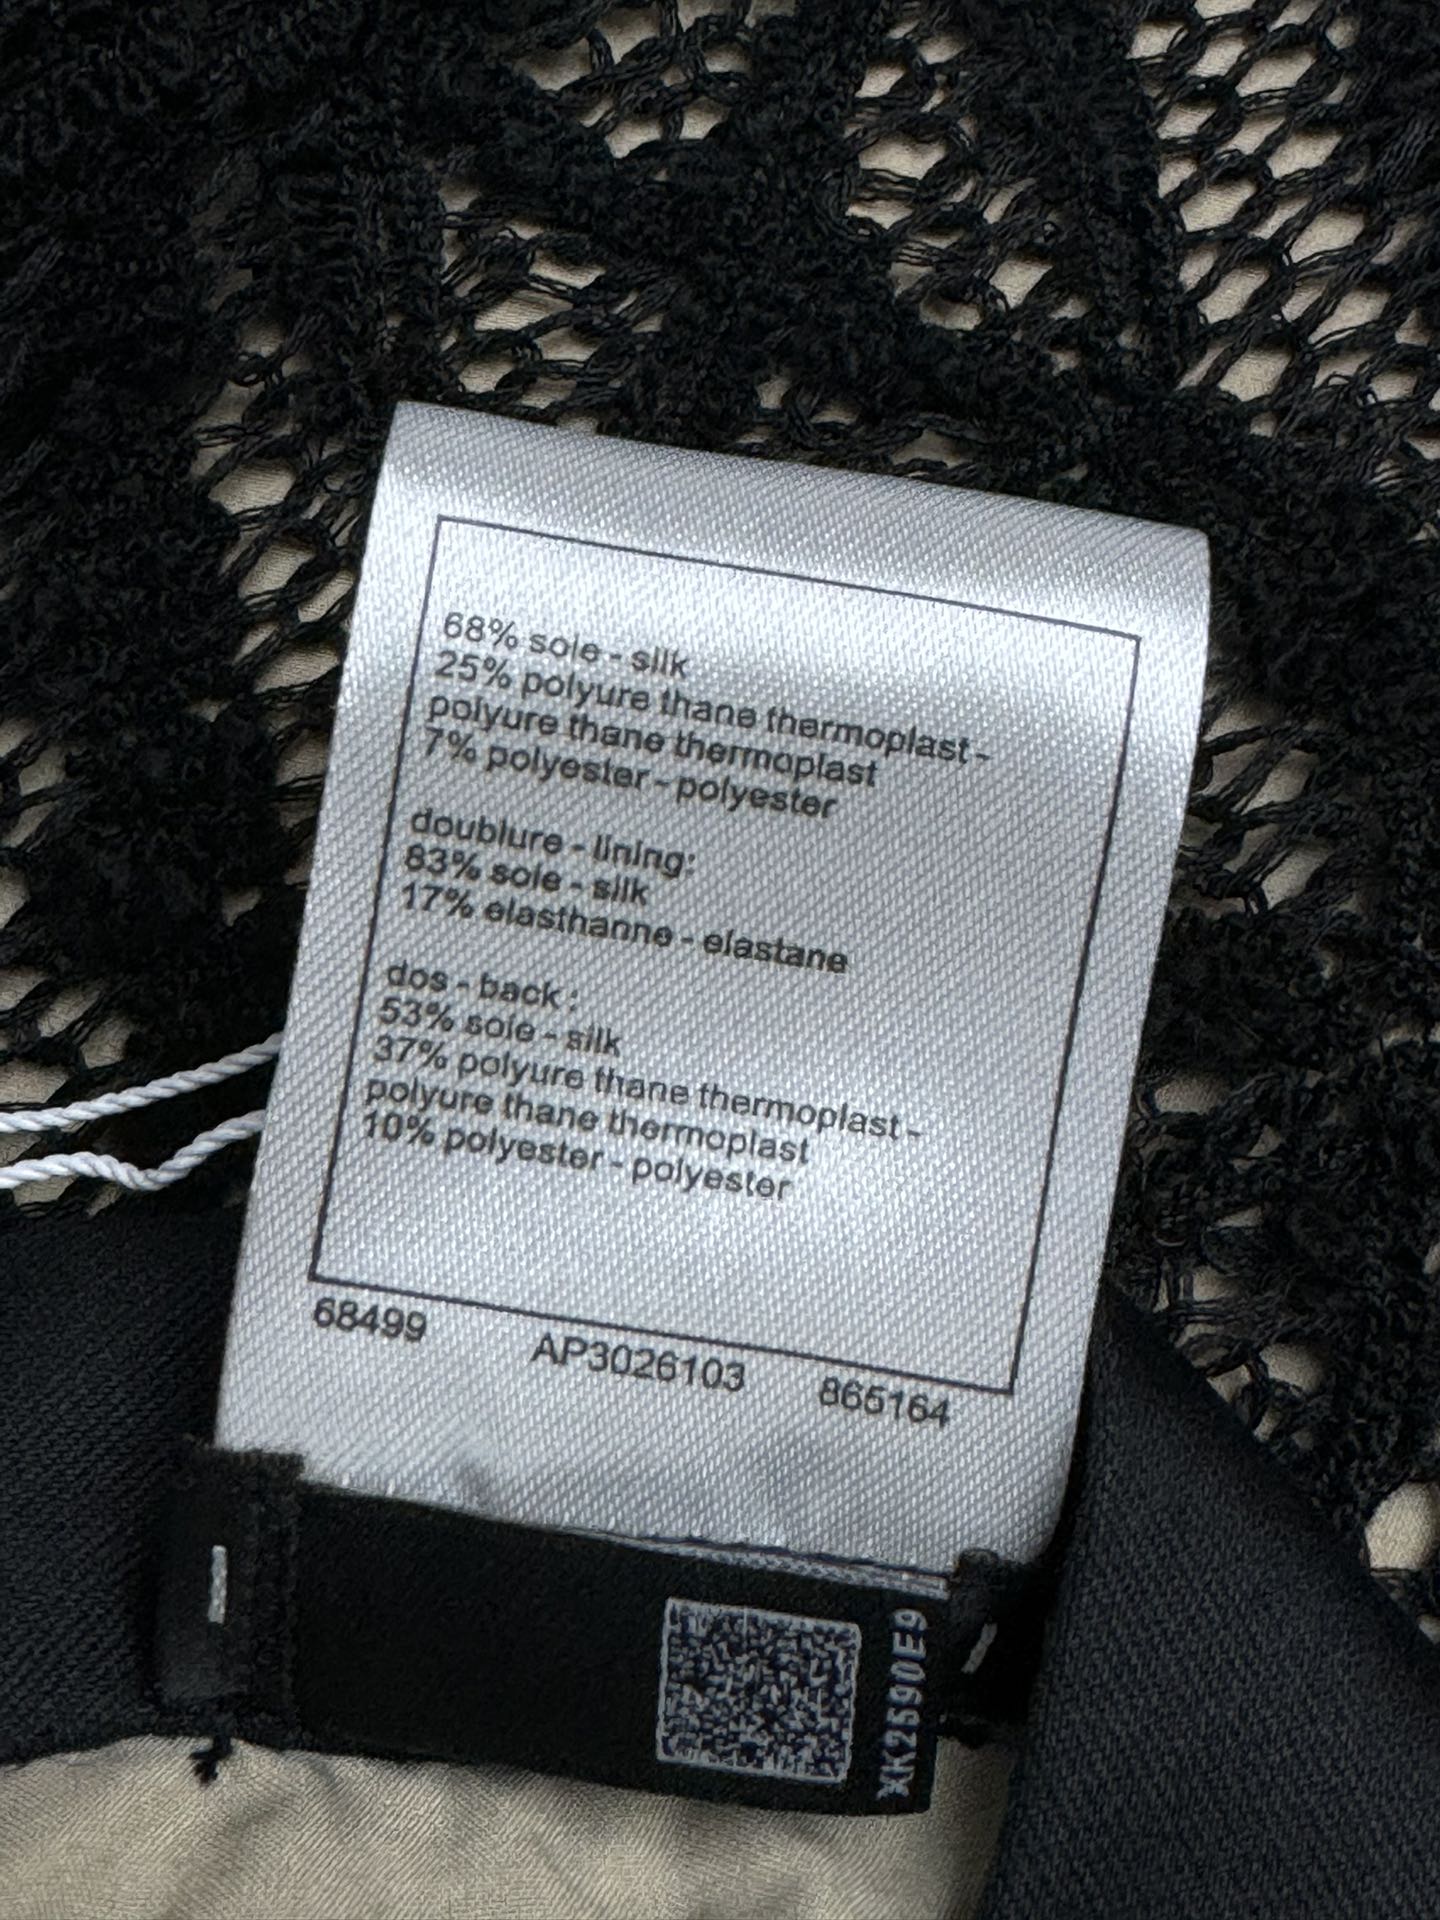 68% soie - silk
25% polyure thane thermoplast -
polyure thane thermoplast
7% polyester - polyester
doublure - lining:
83% soie - silk
17% elasthanne - elastane
dos - back :
53% soie - silk
37% polyure thane thermoplast -
polyure thane thermoplast
10% polyester - polyester
68499 AP3026103 865164
XK2590E9